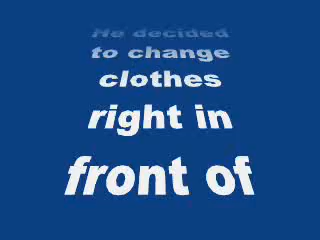 He decided
to change
clothes
right in
front of